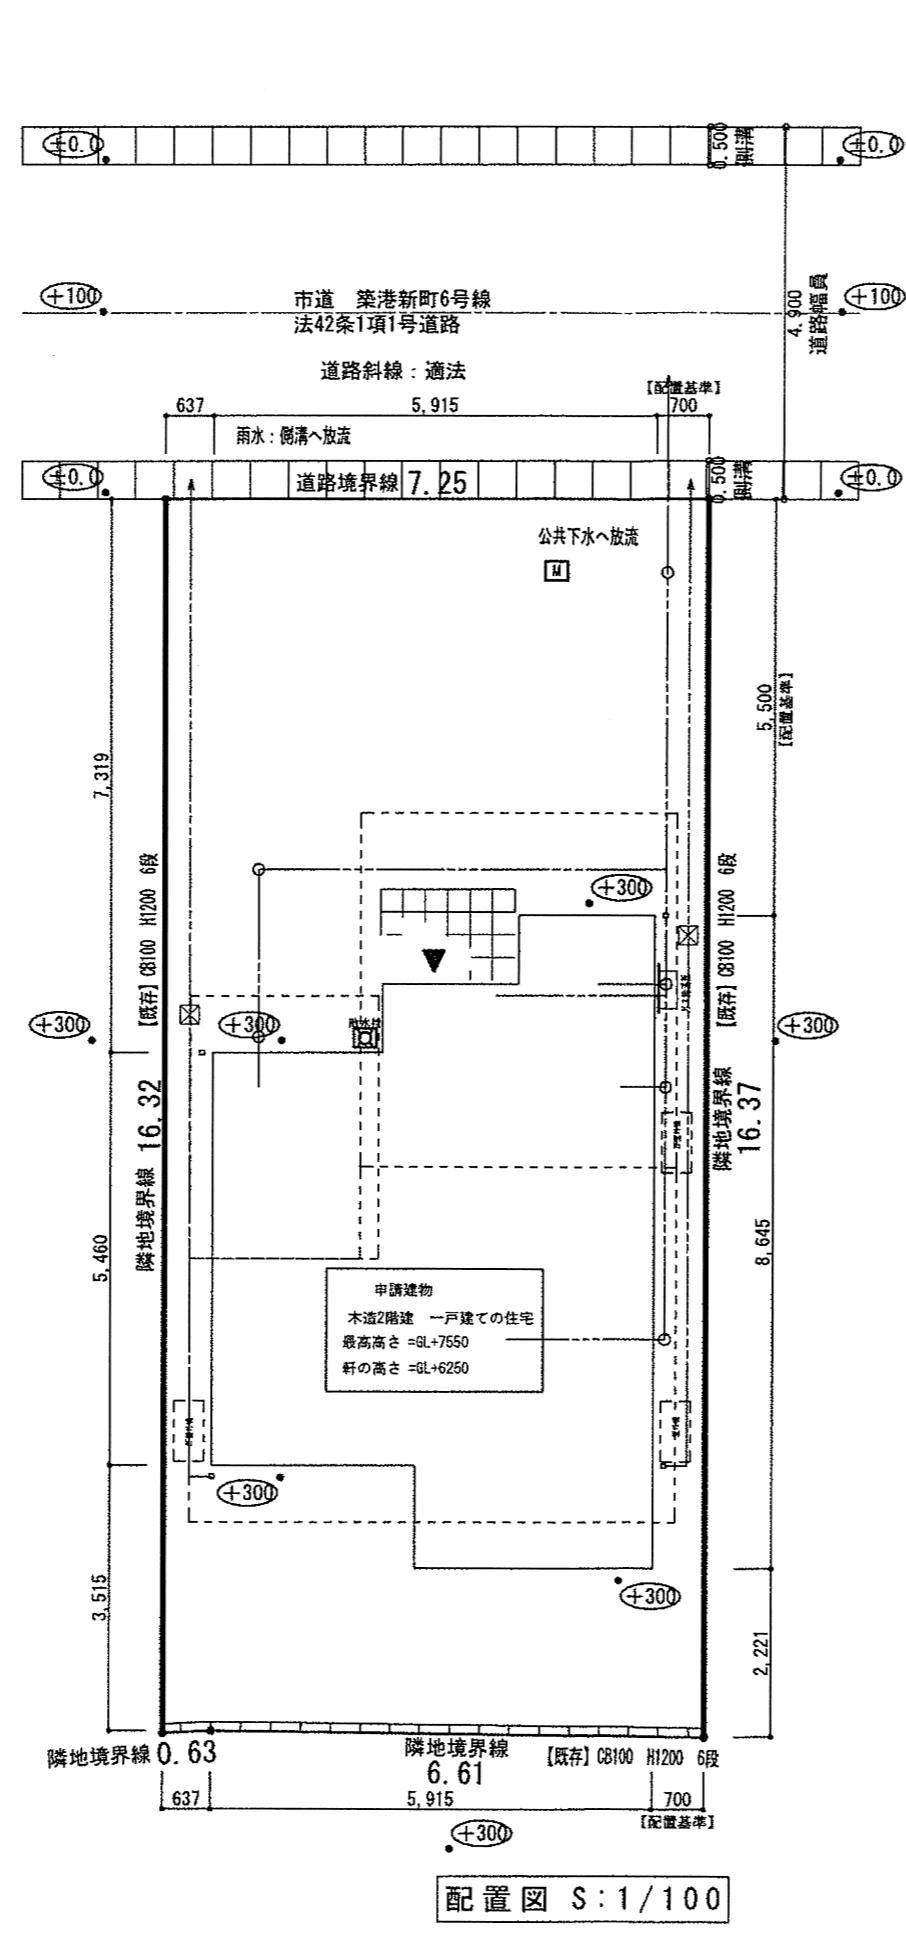 ±0.0
0.500
側溝
±0.0
+100
市道　築港新町6号線
法42条1項1号道路
4.900
道路幅員
+100
道路斜線：適法
【配置基準】
637
5,915
700
雨水：側溝へ放流
±0.0
道路境界線 7.25
0.500
側溝
±0.0
公共下水へ放流
M
5,500
【配置基準】
7,319
【既存】CB100 H1200 6段
+300
【既存】CB100 H1200 6段
+300
+300
散水栓
+300
隣地境界線 16.32
隣地境界線
16.37
5,460
8,645
申請建物
木造2階建　一戸建ての住宅
最高高さ =GL+7550
軒の高さ =GL+6250
+300
+300
3,515
2,221
隣地境界線 0.63
隣地境界線
6.61
【既存】CB100 H1200 6段
637
5,915
700
【配置基準】
+300
配置図 S:1/100